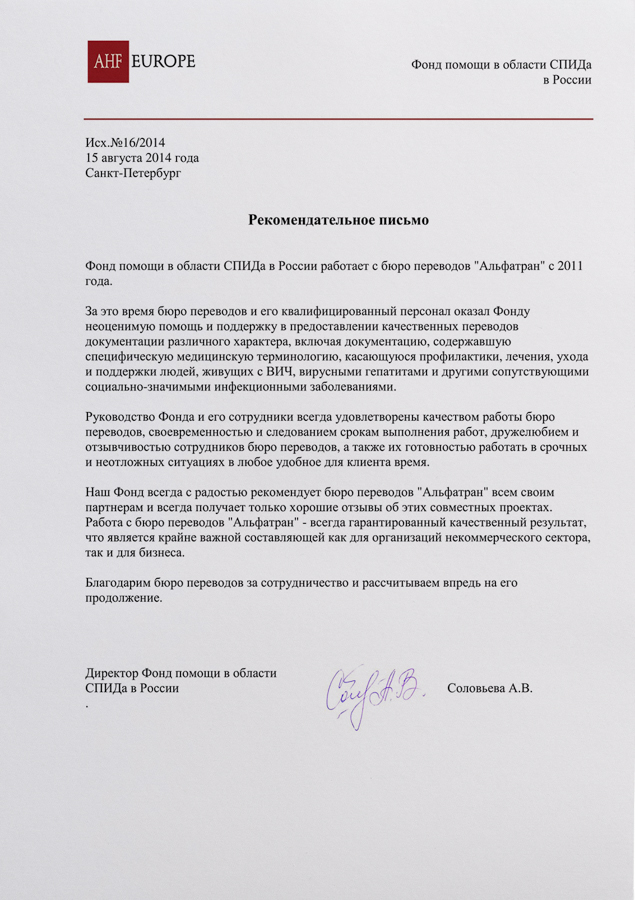 AHF EUROPE
Фонд помощи в области СПИДа
в России
Исх.№16/2014
15 августа 2014 года
Санкт-Петербург
Рекомендательное письмо
Фонд помощи в области СПИДа в России работает с бюро переводов "Альфатран" с 2011
года.
За это время бюро переводов и его квалифицированный персонал оказал Фонду
неоценимую помощь и поддержку в предоставлении качественных переводов
документации различного характера, включая документацию, содержавшую
специфическую медицинскую терминологию, касающуюся профилактики, лечения, ухода
и поддержки людей, живущих с ВИЧ, вирусными гепатитами и другими сопутствующими
социально-значимыми инфекционными заболеваниями.
Руководство Фонда и его сотрудники всегда удовлетворены качеством работы бюро
переводов, своевременностью и следованием срокам выполнения работ, дружелюбием и
отзывчивостью сотрудников бюро переводов, а также их готовностью работать в срочных
и неотложных ситуациях в любое удобное для клиента время.
Наш Фонд всегда с радостью рекомендует бюро переводов "Альфатран" всем своим
партнерам и всегда получает только хорошие отзывы об этих совместных проектах.
Работа с бюро переводов "Альфатран" - всегда гарантированный качественный результат,
что является крайне важной составляющей как для организаций некоммерческого сектора,
так и для бизнеса.
Благодарим бюро переводов за сотрудничество и рассчитываем впредь на его
продолжение.
Директор Фонд помощи в области
СПИДа в России
Соловьева А.В.
.